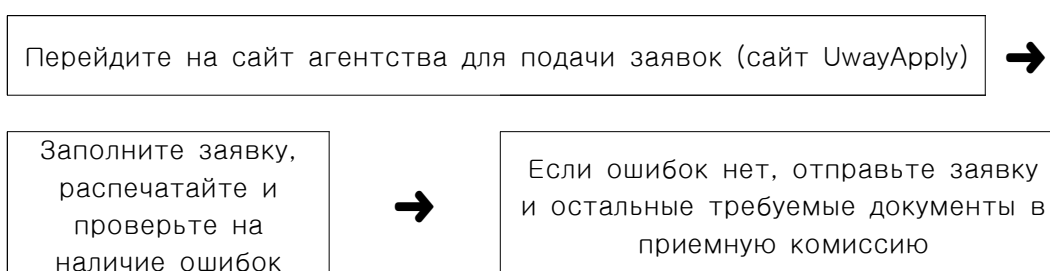 Перейдите на сайт агентства для подачи заявок (сайт UwayApply)
Заполните заявку,
распечатайте и
проверьте на
наличие ошибок
Если ошибок нет, отправьте заявку
и остальные требуемые документы в
приемную комиссию